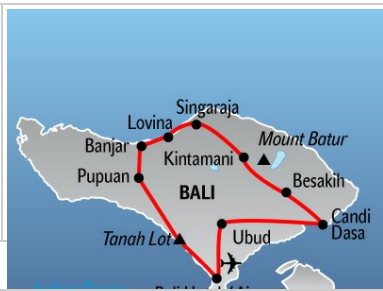 Singaraja
Lovina
Mount Batur
Banjar
Kintamani
Pupuan
Besakih
BALI
Candi
Dasa
Ubud
Tanah Lot